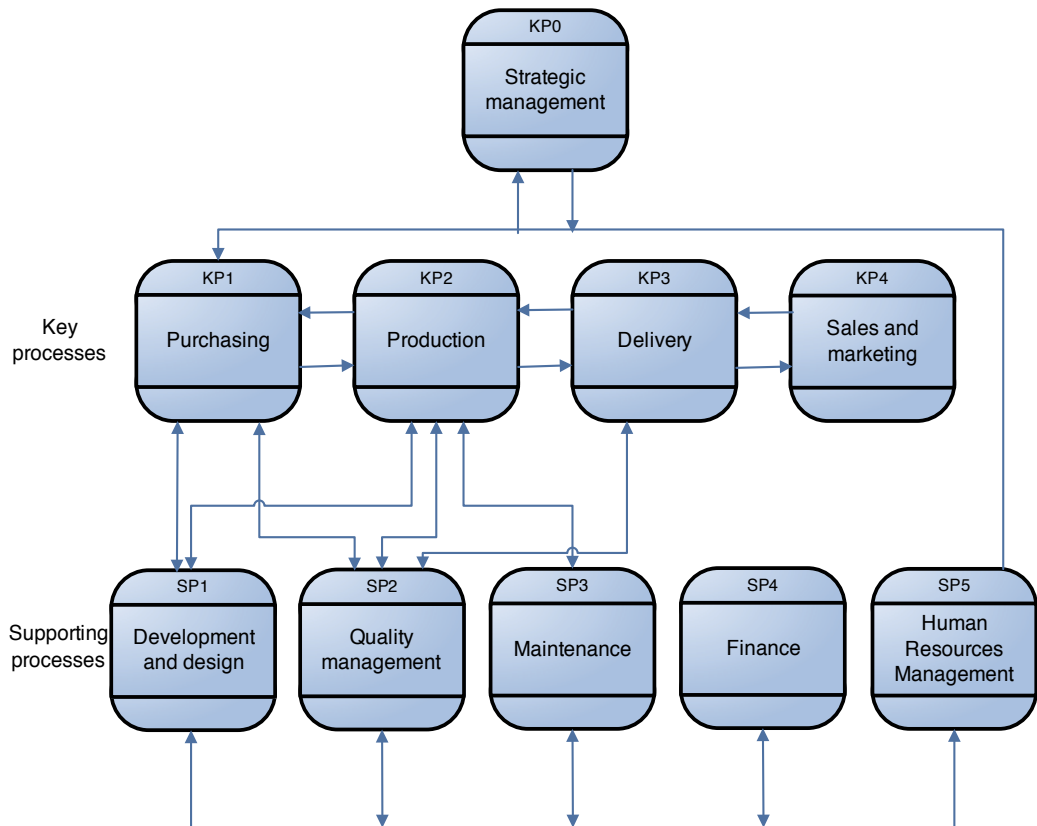 KP0
Strategic
management
KP1
KP2
KP3
KP4
Key
processes
Purchasing
Production
Delivery
Sales and
marketing
SP1
SP2
SP3
SP4
SP5
Supporting
processes
Development
and design
Quality
management
Maintenance
Finance
Human
Resources
Management